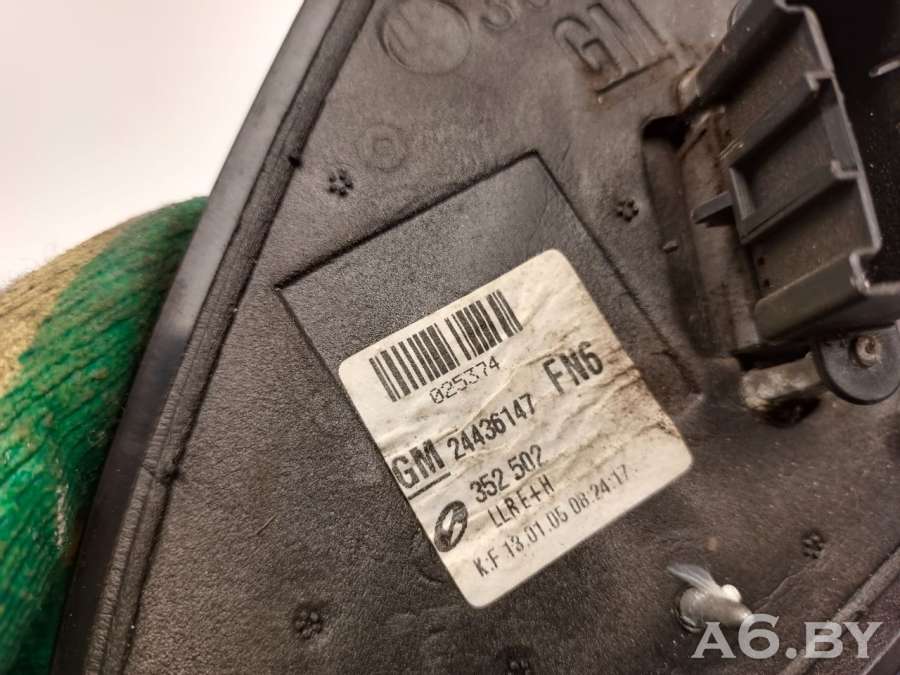 GM
025374
GM 24436147 FN6
352 502
LLR E+H
K:F 13.01.05 08:24:17
A6.BY